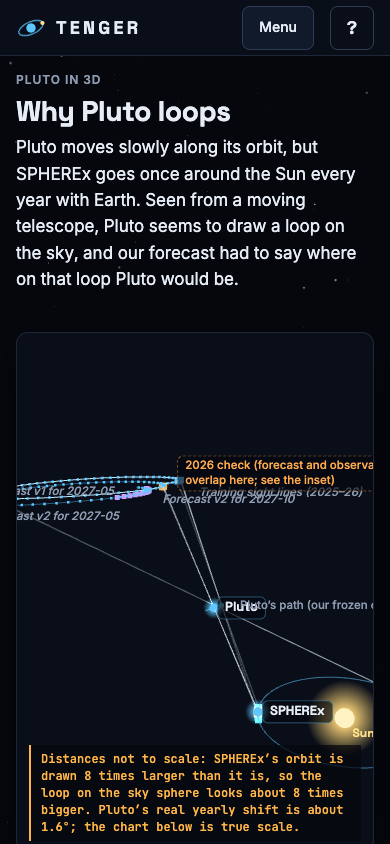 TENGER
Menu
?
PLUTO IN 3D
Why Pluto loops
Pluto moves slowly along its orbit, but
SPHEREx goes once around the Sun every
year with Earth. Seen from a moving
telescope, Pluto seems to draw a loop on
the sky, and our forecast had to say where
on that loop Pluto would be.
2026 check (forecast and observa
overlap here; see the inset)
ast v1 for 2027-05
Training sight lines (2025–26)
Forecast v2 for 2027-10
ast v2 for 2027-05
Pluto
Pluto’s path (our frozen
SPHEREx
Sun
Distances not to scale: SPHEREx’s orbit is
drawn 8 times larger than it is, so the
loop on the sky sphere looks about 8 times
bigger. Pluto’s real yearly shift is about
1.6°; the chart below is true scale.